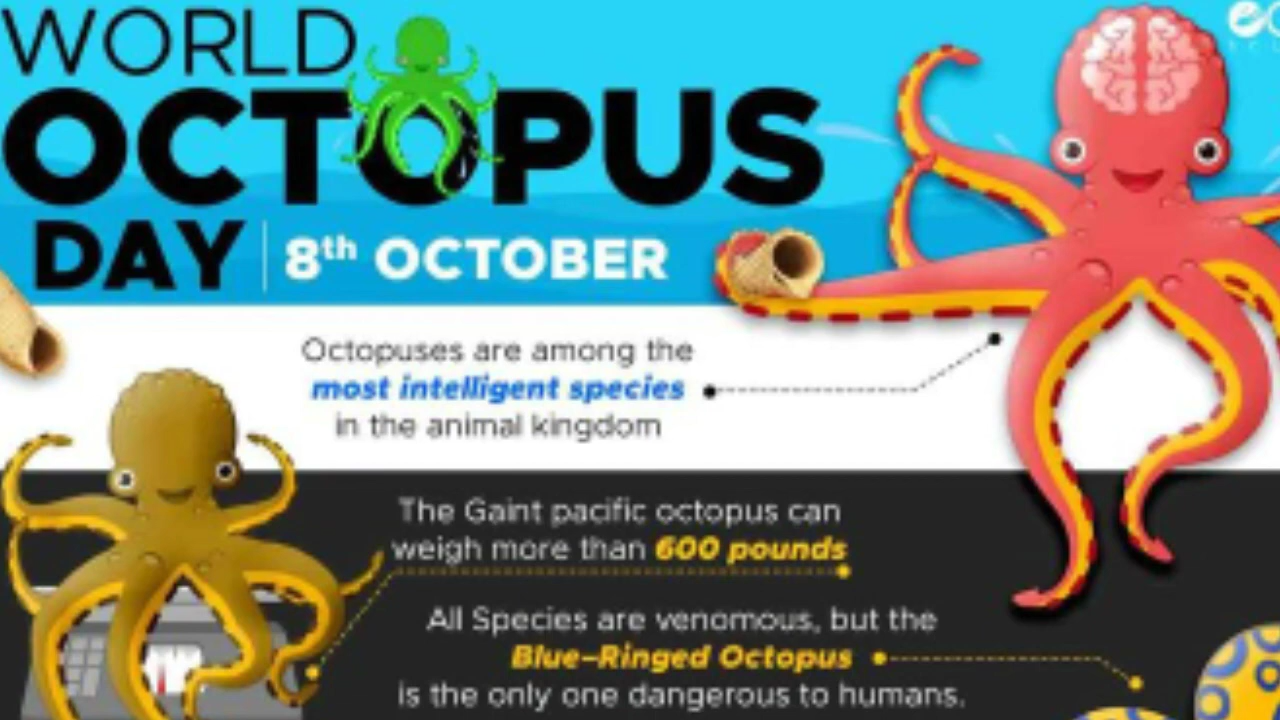 WORLD
OCTOPUS
DAY | 8th OCTOBER
Octopuses are among the
most intelligent species
in the animal kingdom
The Gaint pacific octopus can
weigh more than 600 pounds
All Species are venomous, but the
Blue-Ringed Octopus
is the only one dangerous to humans.